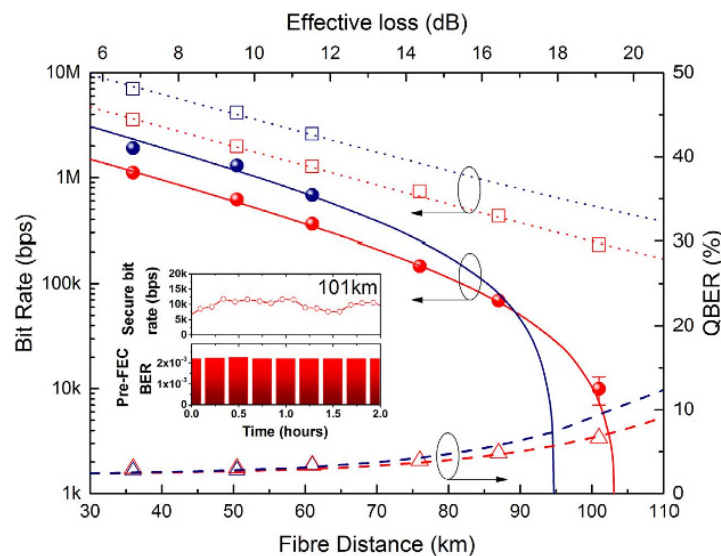 Effective loss (dB)
6 8 10 12 14 16 18 20
10M
1M
100k
10k
1k
Bit Rate (bps)
50
40
30
20
10
0
QBER (%)
101km
Secure bit
rate (bps)
20k
15k
10k
5k
0
Pre-FEC
BER
2x10⁻³
1x10⁻³
0
0.0 0.5 1.0 1.5 2.0
Time (hours)
30 40 50 60 70 80 90 100 110
Fibre Distance (km)